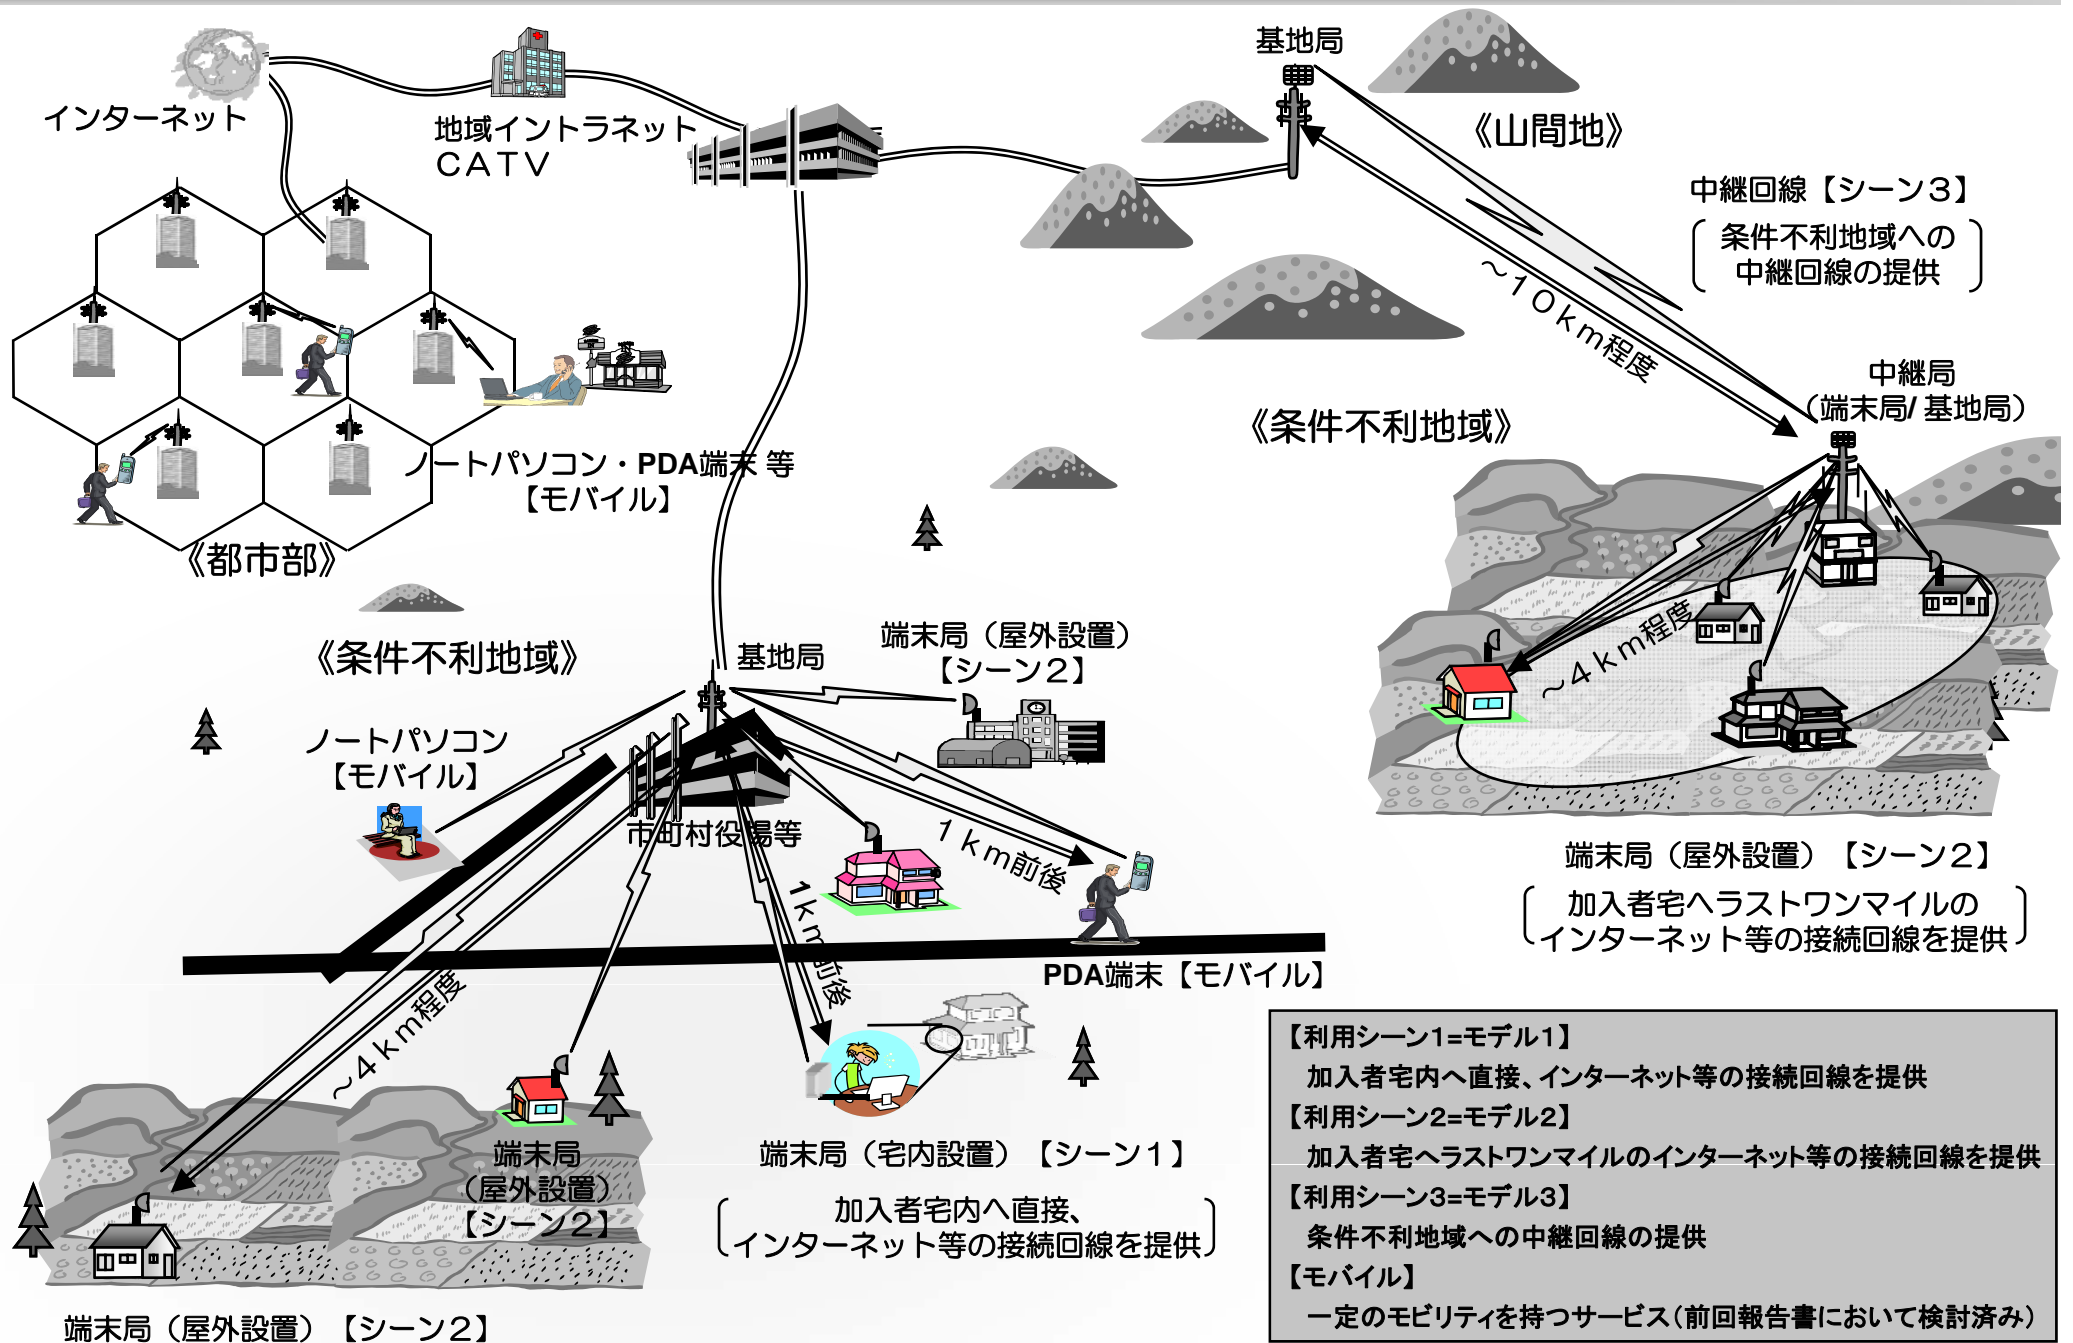 基地局
インターネット
地域イントラネット
ＣＡＴＶ
《山間地》
中継回線【シーン３】
条件不利地域への
中継回線の提供
～１０ｋｍ程度
中継局
（端末局/ 基地局）
《条件不利地域》
ノートパソコン・PDA端末 等
【モバイル】
《都市部》
《条件不利地域》
基地局
端末局（屋外設置）
【シーン２】
～４ｋｍ程度
ノートパソコン
【モバイル】
市町村役場等
１ｋｍ前後
１ｋｍ前後
端末局（屋外設置）【シーン２】
加入者宅へラストワンマイルの
インターネット等の接続回線を提供
PDA端末【モバイル】
～４ｋｍ程度
端末局
（屋外設置）
【シーン２】
端末局（宅内設置）【シーン１】
加入者宅内へ直接、
インターネット等の接続回線を提供
端末局（屋外設置）【シーン２】
【利用シーン１=モデル１】
加入者宅内へ直接、インターネット等の接続回線を提供
【利用シーン２=モデル２】
加入者宅へラストワンマイルのインターネット等の接続回線を提供
【利用シーン３=モデル３】
条件不利地域への中継回線の提供
【モバイル】
一定のモビリティを持つサービス（前回報告書において検討済み）